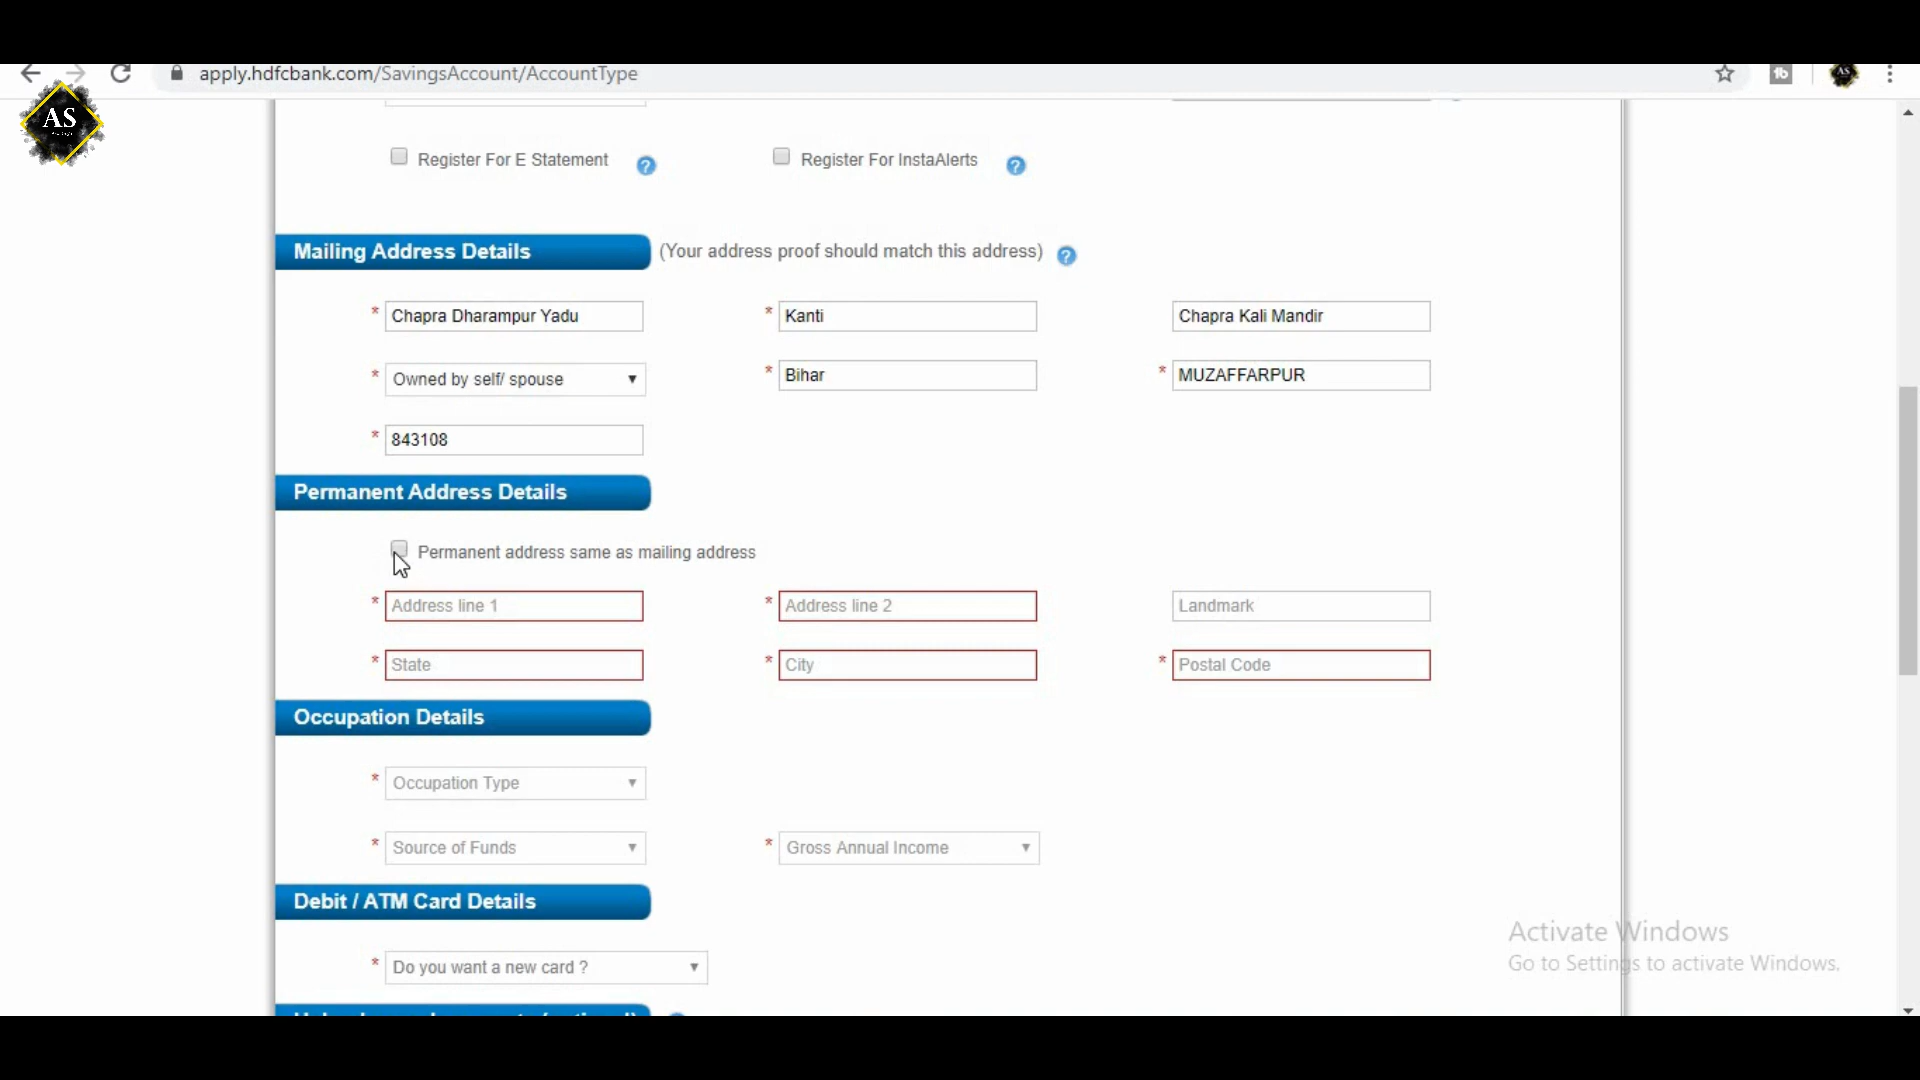 apply.hdfcbank.com/SavingsAccount/AccountType
AS
Register For E Statement ? Register For InstaAlerts ?
Mailing Address Details (Your address proof should match this address) ?
* Chapra Dharampur Yadu * Kanti Chapra Kali Mandir
* Owned by self/ spouse * Bihar * MUZAFFARPUR
* 843108
Permanent Address Details
Permanent address same as mailing address
* Address line 1 * Address line 2 Landmark
* State * City * Postal Code
Occupation Details
* Occupation Type
* Source of Funds * Gross Annual Income
Debit / ATM Card Details
* Do you want a new card ?
Activate Windows
Go to Settings to activate Windows.